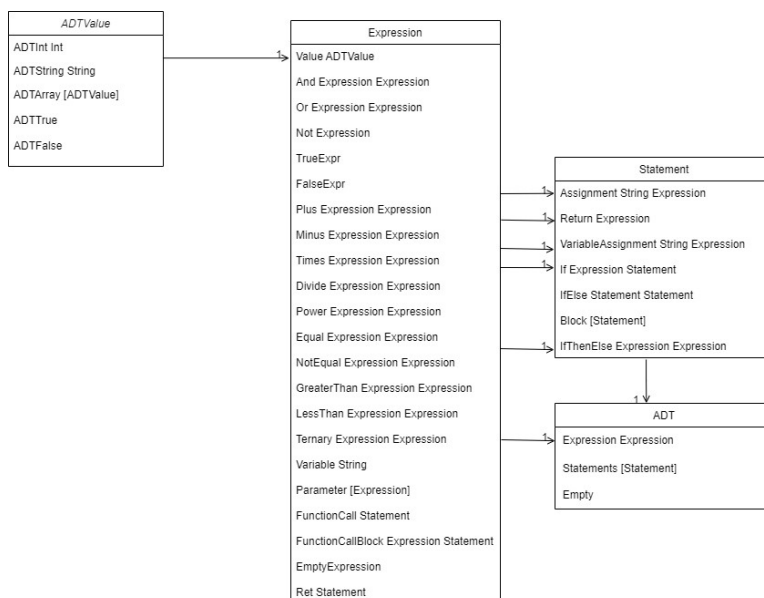 ADTValue
ADTInt Int
ADTString String
ADTArray [ADTValue]
ADTTrue
ADTFalse
1
Expression
Value ADTValue
And Expression Expression
Or Expression Expression
Not Expression
TrueExpr
FalseExpr
Plus Expression Expression
Minus Expression Expression
Times Expression Expression
Divide Expression Expression
Power Expression Expression
Equal Expression Expression
NotEqual Expression Expression
GreaterThan Expression Expression
LessThan Expression Expression
Ternary Expression Expression
Variable String
Parameter [Expression]
FunctionCall Statement
FunctionCallBlock Expression Statement
EmptyExpression
Ret Statement
Statement
1 Assignment String Expression
1 Return Expression
1 VariableAssignment String Expression
1 If Expression Statement
IfElse Statement Statement
Block [Statement]
1 IfThenElse Expression Expression
1
ADT
1 Expression Expression
Statements [Statement]
Empty